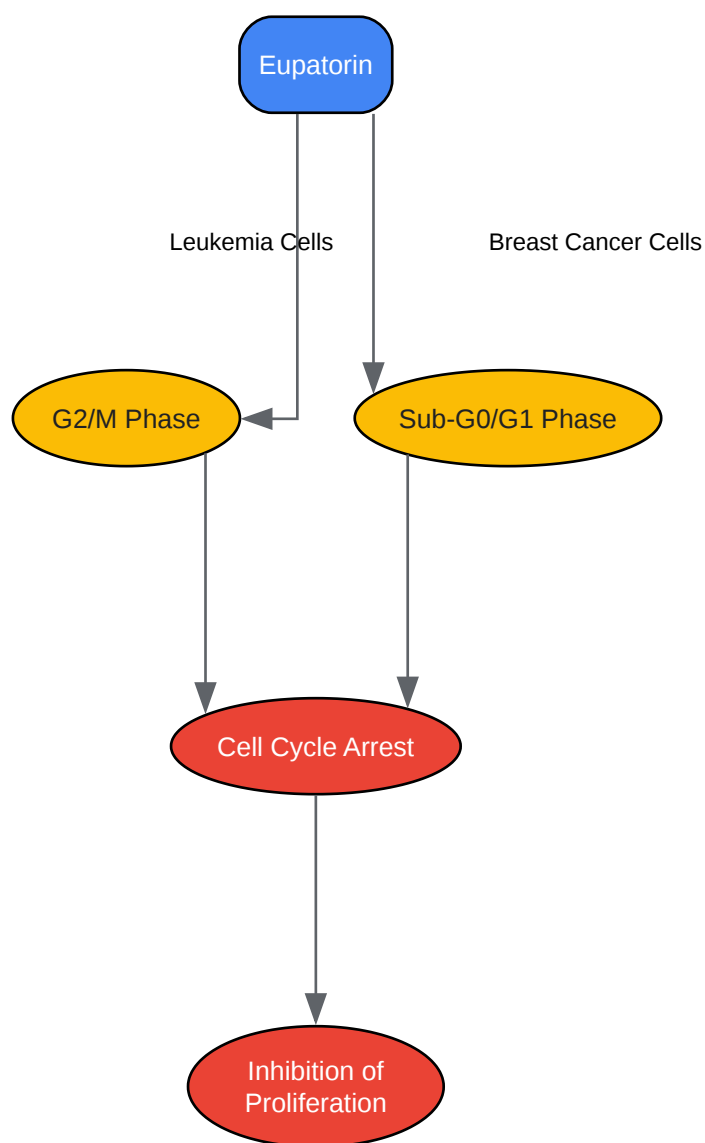 Eupatorin
Leukemia Cells
Breast Cancer Cells
G2/M Phase
Sub-G0/G1 Phase
Cell Cycle Arrest
Inhibition of
Proliferation